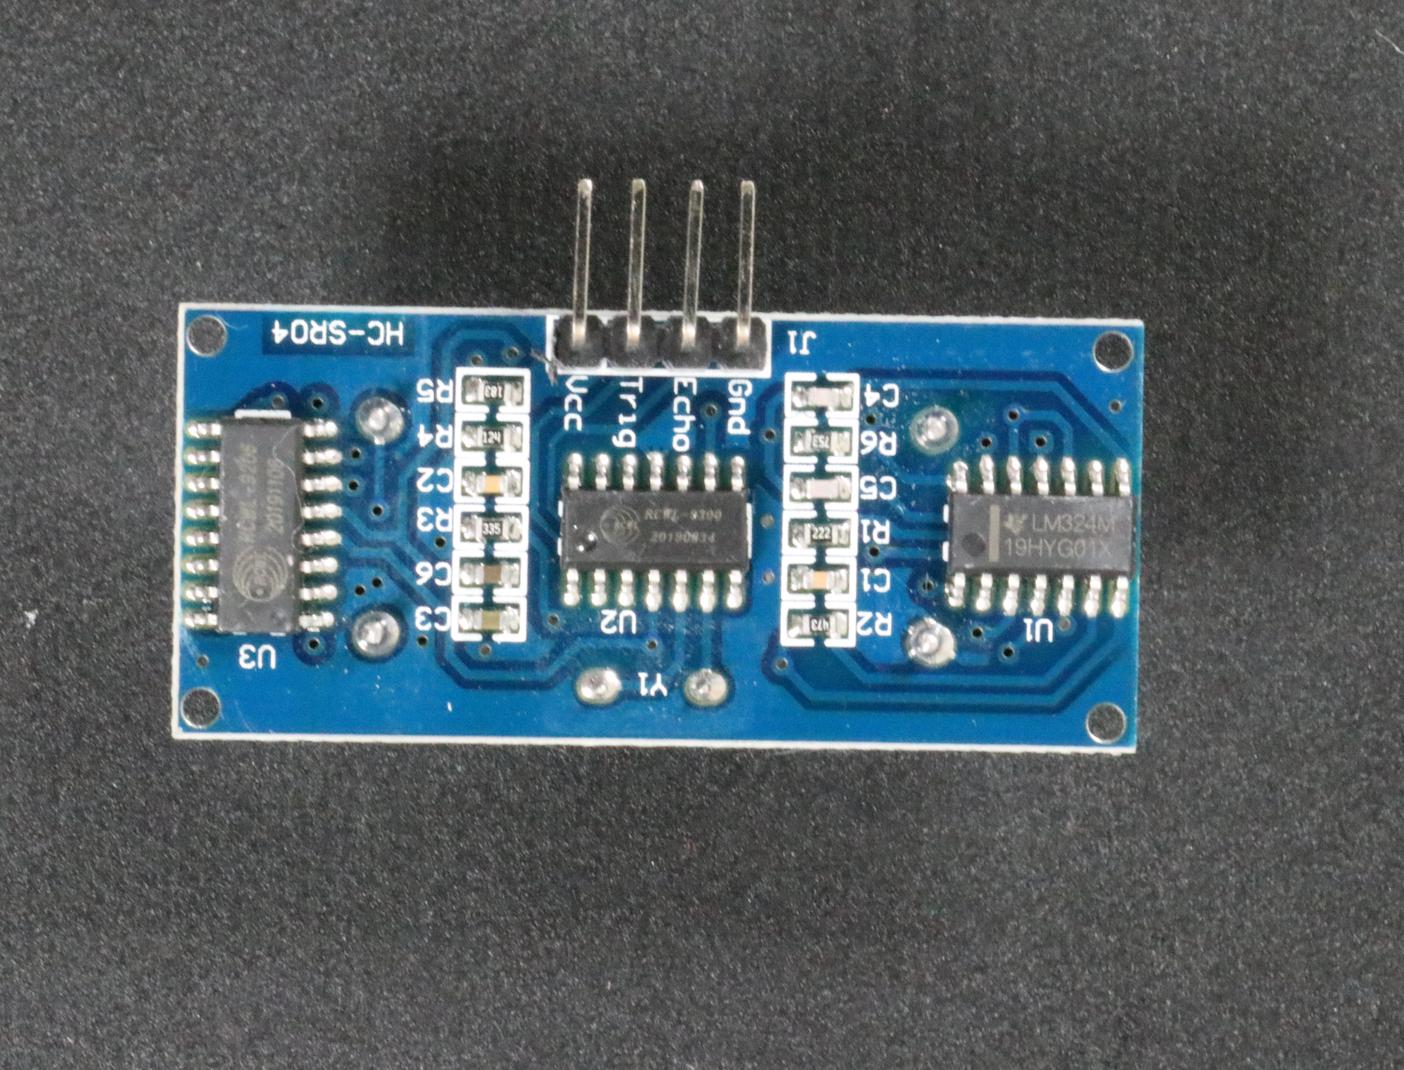 HC-SR04
J1
Vcc
Trig
Echo
Gnd
R5
183
R4
124
C2
R3
335
C6
C3
C4
R6
753
C5
R1
222
C1
R2
473
RCWL-9300
20190934
LM324M
19HYG01X
U3
U2
U1
Y1